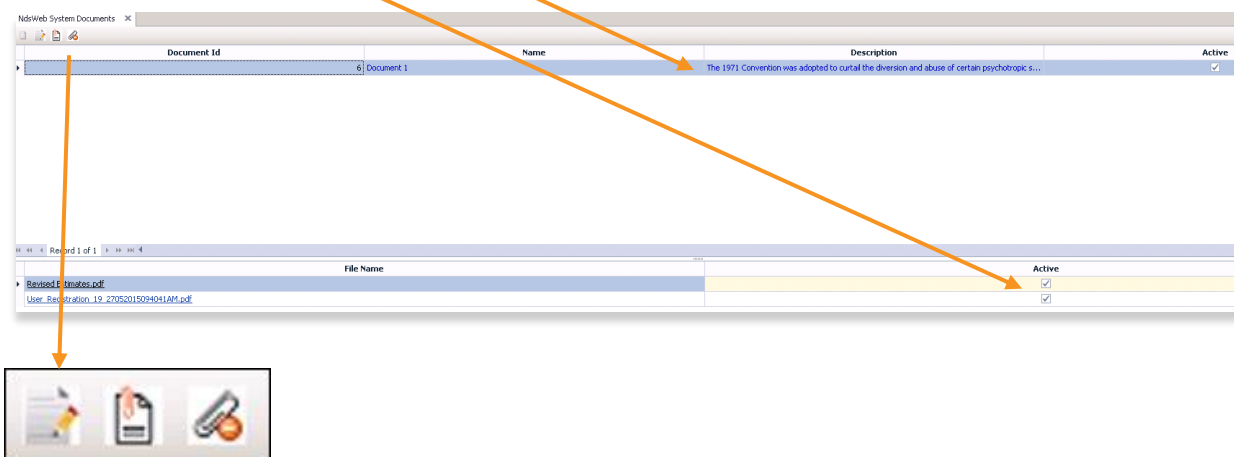 NdsWeb System Documents
Document Id Name Description Active
6 Document 1 The 1971 Convention was adopted to curtail the diversion and abuse of certain psychotropic s...
Record 1 of 1
File Name Active
Revised Estimates.pdf
User_Registration_19_27052015094041AM.pdf